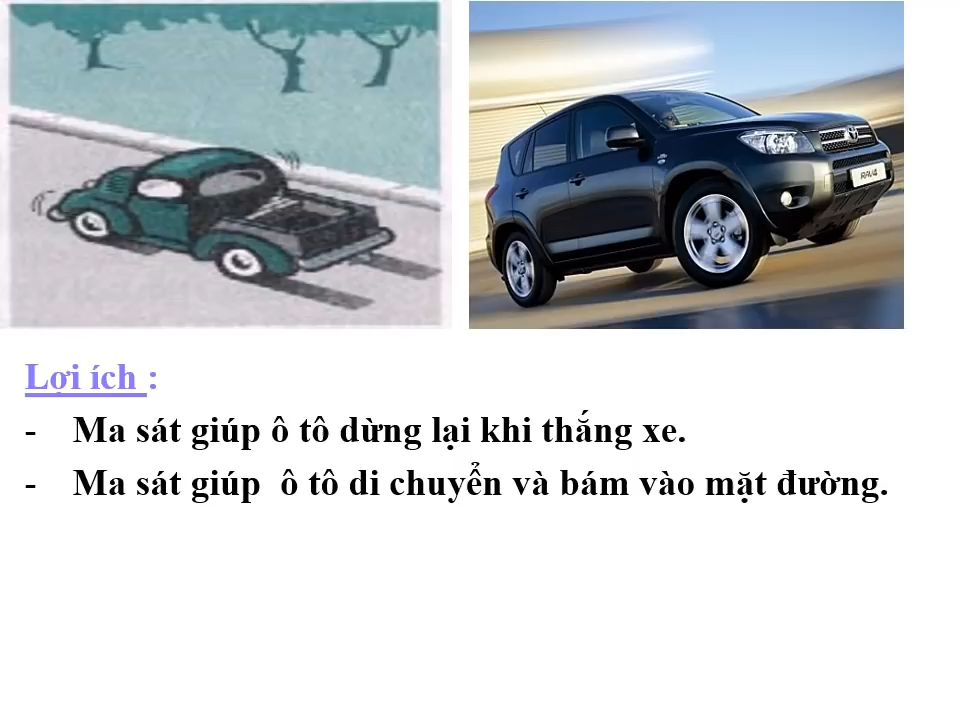 RAV4
Lợi ích :
- Ma sát giúp ô tô dừng lại khi thắng xe.
- Ma sát giúp  ô tô di chuyển và bám vào mặt đường.